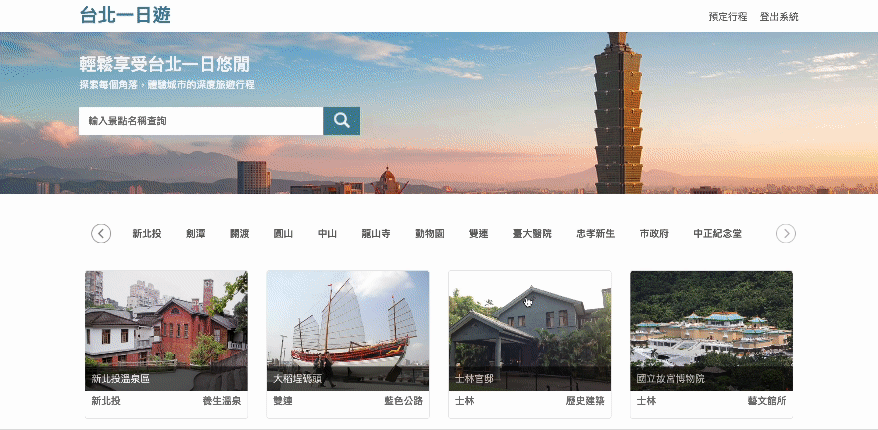 台北一日遊
預定行程 登出系統
輕鬆享受台北一日悠閒
探索每個角落，體驗城市的深度旅遊行程
輸入景點名稱查詢
新北投 劍潭 關渡 圓山 中山 龍山寺 動物園 雙連 臺大醫院 忠孝新生 市政府 中正紀念堂
新北投溫泉區 大稻埕碼頭 士林官邸 國立故宮博物院
新北投 養生溫泉 雙連 藍色公路 士林 歷史建築 士林 藝文館所